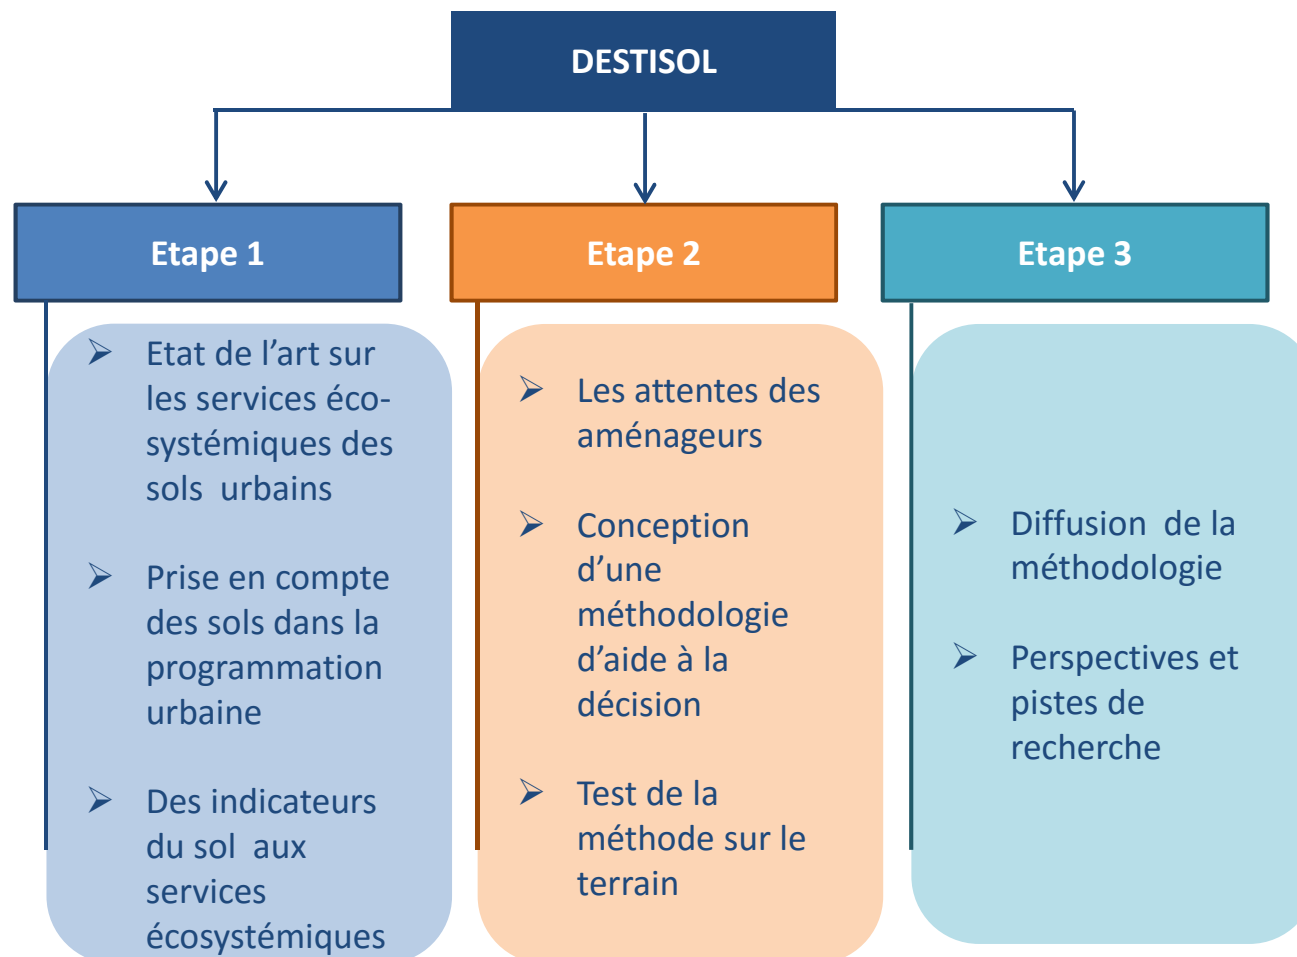 DESTISOL
Etape 1
Etat de l'art sur
les services éco-
systémiques des
sols urbains
Prise en compte
des sols dans la
programmation
urbaine
Des indicateurs
du sol aux
services
écosystémiques
Etape 2
Les attentes des
aménageurs
Conception
d'une
méthodologie
d'aide à la
décision
Test de la
méthode sur le
terrain
Etape 3
Diffusion de la
méthodologie
Perspectives et
pistes de
recherche